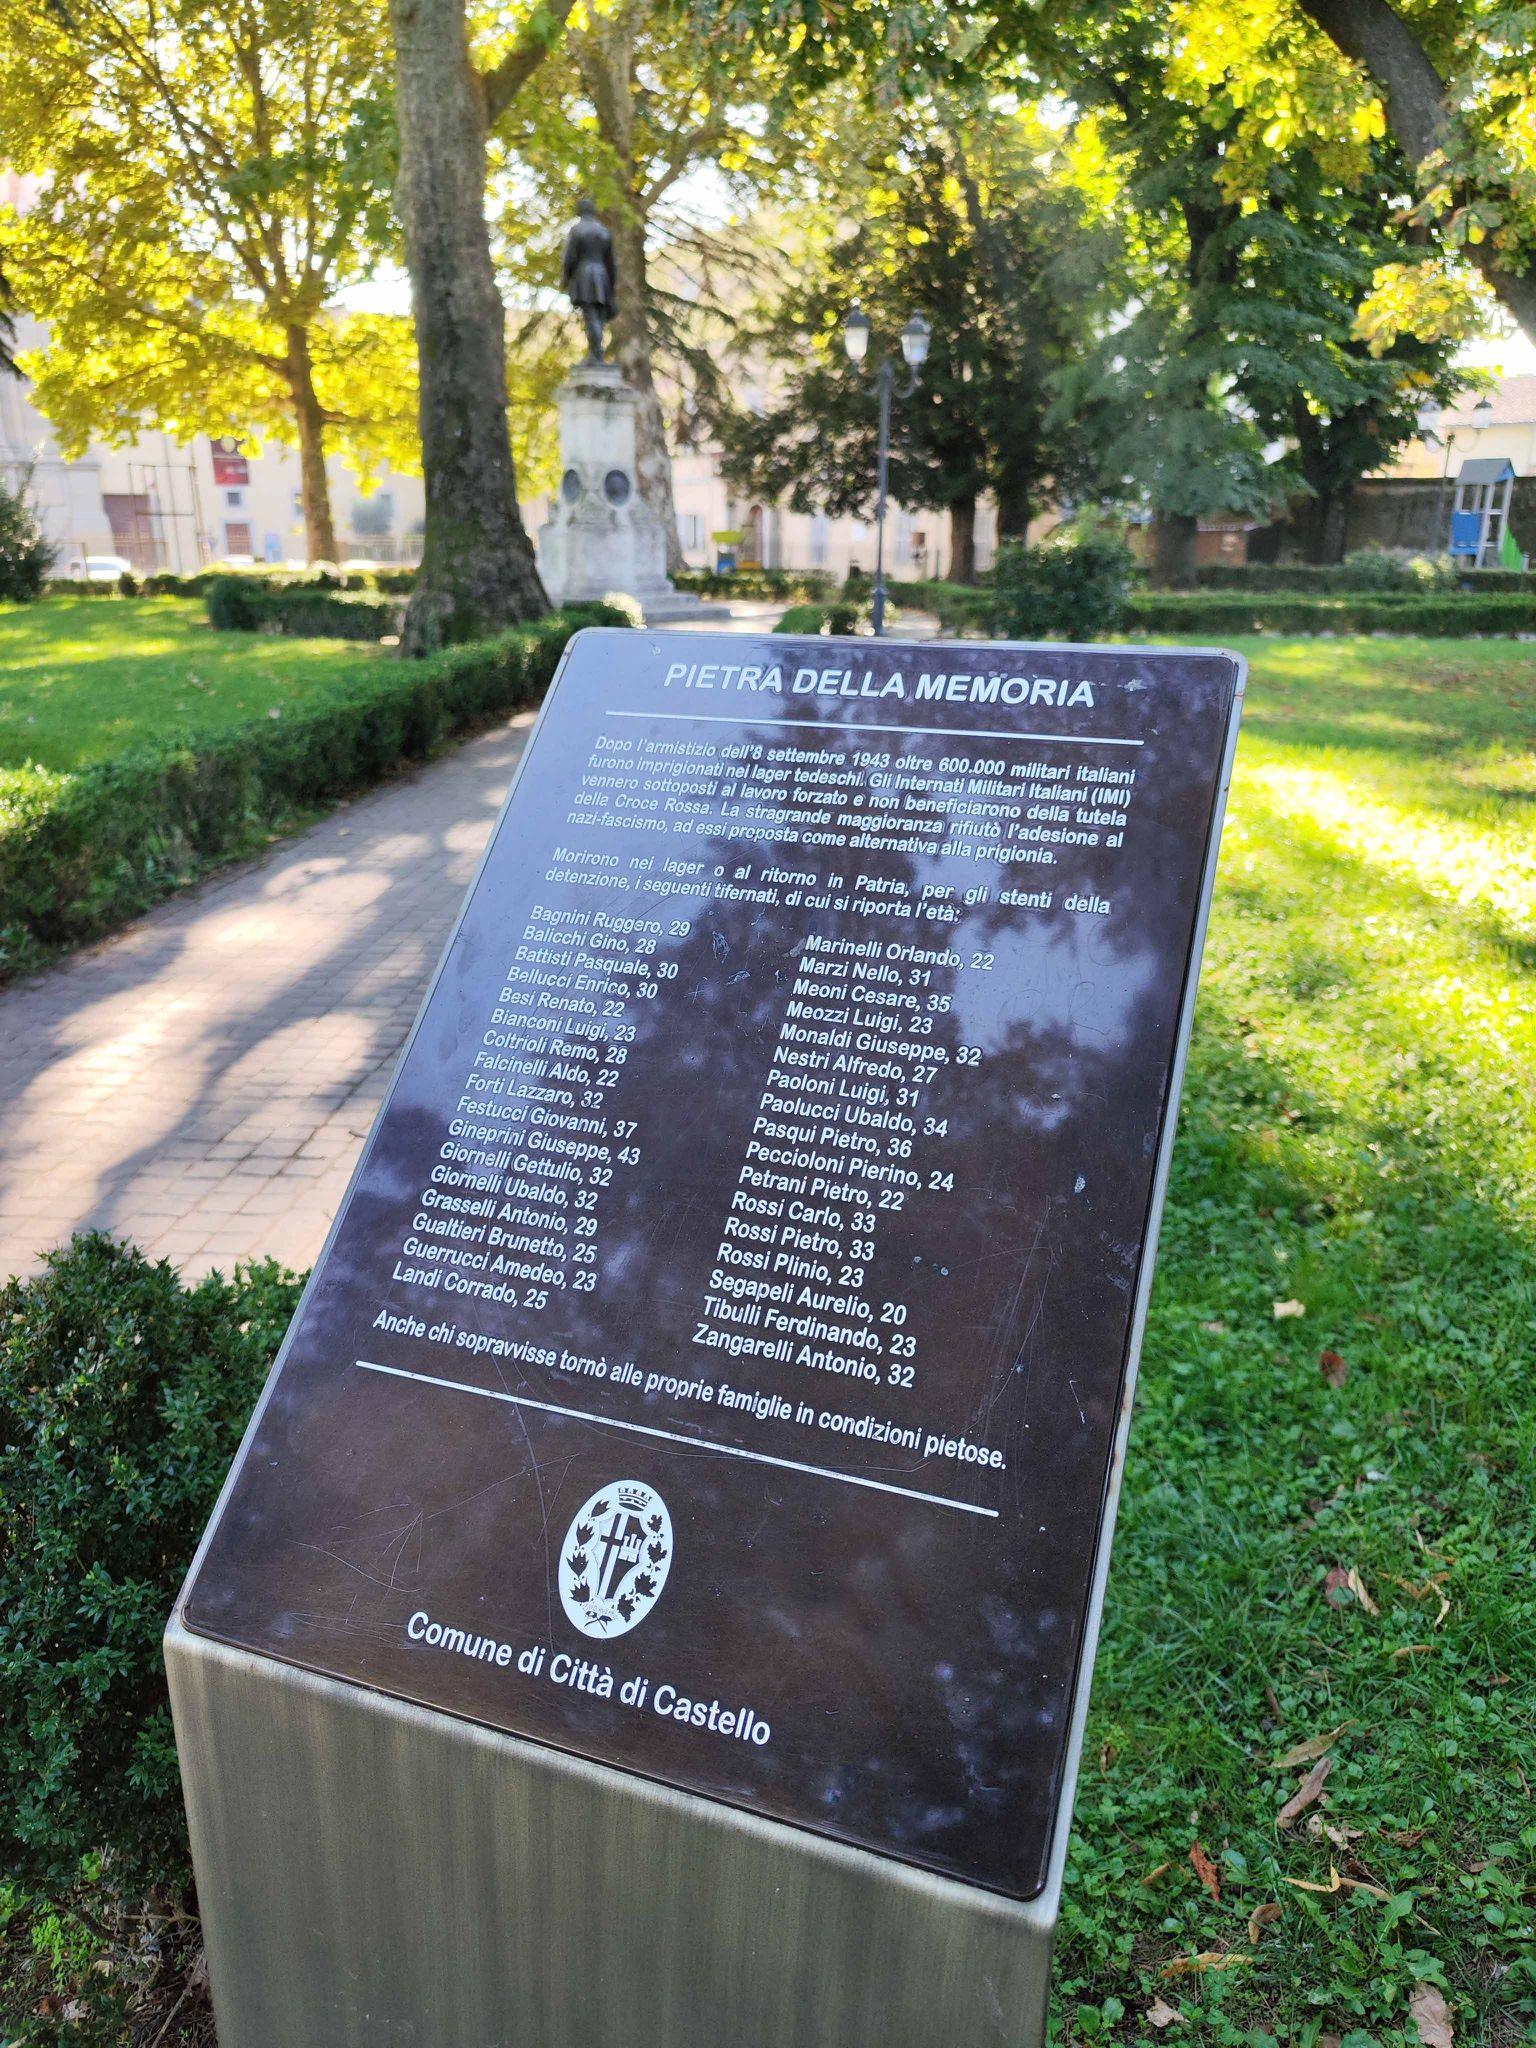 PIETRA DELLA MEMORIA
Dopo l'armistizio dell'8 settembre 1943 oltre 600.000 militari italiani
furono imprigionati nei lager tedeschi. Gli Internati Militari Italiani (IMI)
vennero sottoposti al lavoro forzato e non beneficiarono della tutela
della Croce Rossa. La stragrande maggioranza rifiutò l'adesione al
nazi-fascismo, ad essi proposta come alternativa alla prigionia.
Morirono nei lager o al ritorno in Patria, per gli stenti della
detenzione, i seguenti tifernati, di cui si riporta l'età:
Bagnini Ruggero, 29
Balicchi Gino, 28
Battisti Pasquale, 30
Bellucci Enrico, 30
Besi Renato, 22
Bianconi Luigi, 23
Coltrioli Remo, 28
Falcinelli Aldo, 22
Forti Lazzaro, 32
Festucci Giovanni, 37
Gineprini Giuseppe, 43
Giornelli Gettulio, 32
Giornelli Ubaldo, 32
Grasselli Antonio, 29
Gualtieri Brunetto, 25
Guerrucci Amedeo, 23
Landi Corrado, 25
Marinelli Orlando, 22
Marzi Nello, 31
Meoni Cesare, 35
Meozzi Luigi, 23
Monaldi Giuseppe, 32
Nestri Alfredo, 27
Paoloni Luigi, 31
Paolucci Ubaldo, 34
Pasqui Pietro, 36
Peccioloni Pierino, 24
Petrani Pietro, 22
Rossi Carlo, 33
Rossi Pietro, 33
Rossi Plinio, 23
Segapeli Aurelio, 20
Tibulli Ferdinando, 23
Zangarelli Antonio, 32
Anche chi sopravvisse tornò alle proprie famiglie in condizioni pietose.
Comune di Città di Castello